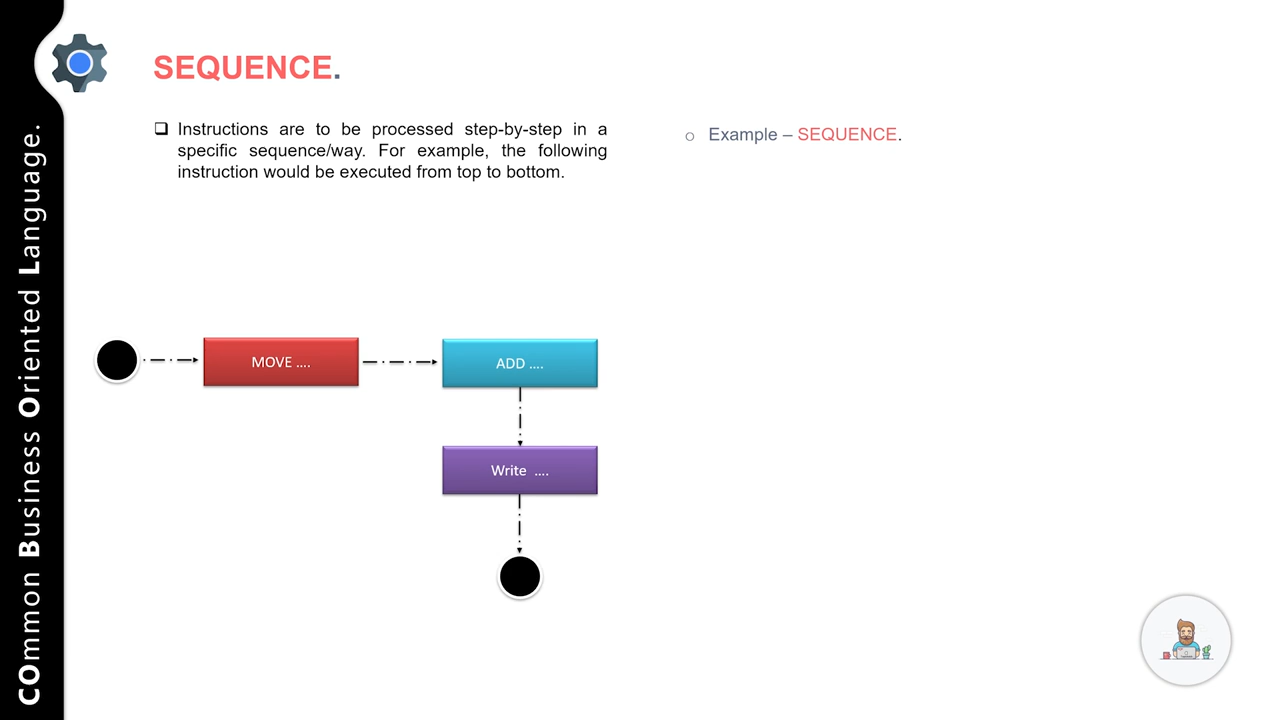 COmmon Business Oriented Language.
SEQUENCE.
❑ Instructions are to be processed step-by-step in a
specific sequence/way. For example, the following
instruction would be executed from top to bottom.
○ Example – SEQUENCE.
MOVE ....
ADD ....
Write ....